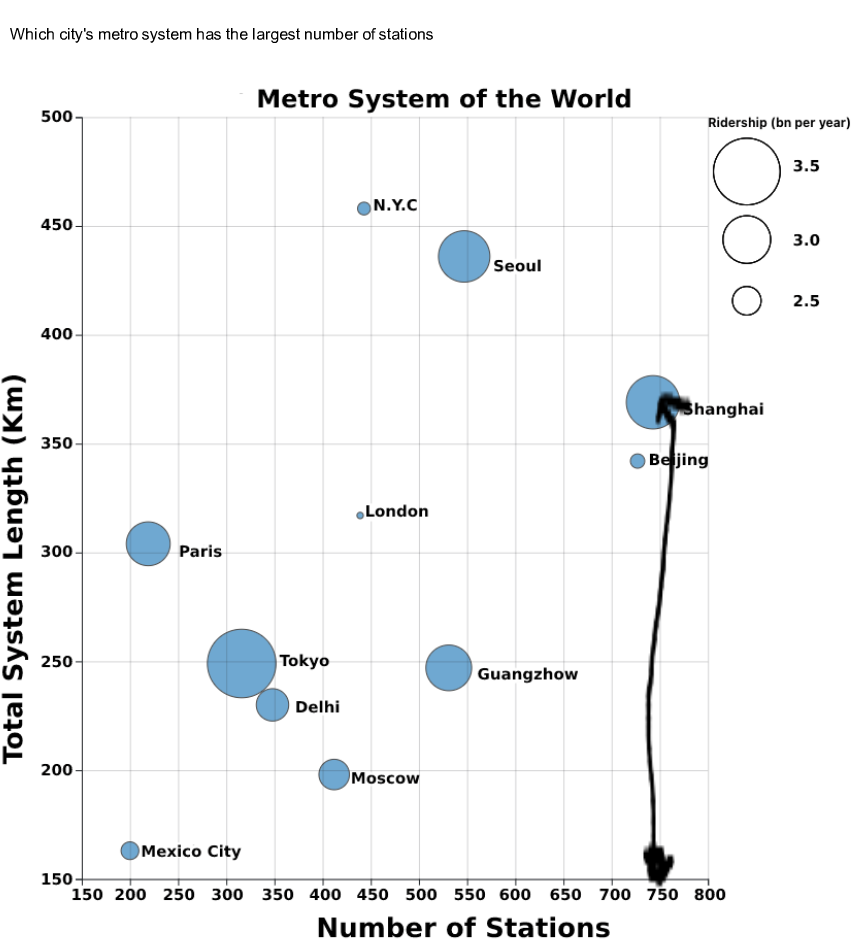 Which city's metro system has the largest number of stations
Metro System of the World
Ridership (bn per year)
3.5
3.0
2.5
500
450
400
350
300
250
200
150
Total System Length (Km)
N.Y.C
Seoul
Shanghai
Beijing
London
Paris
Tokyo
Guangzhow
Delhi
Moscow
Mexico City
150 200 250 300 350 400 450 500 550 600 650 700 750 800
Number of Stations